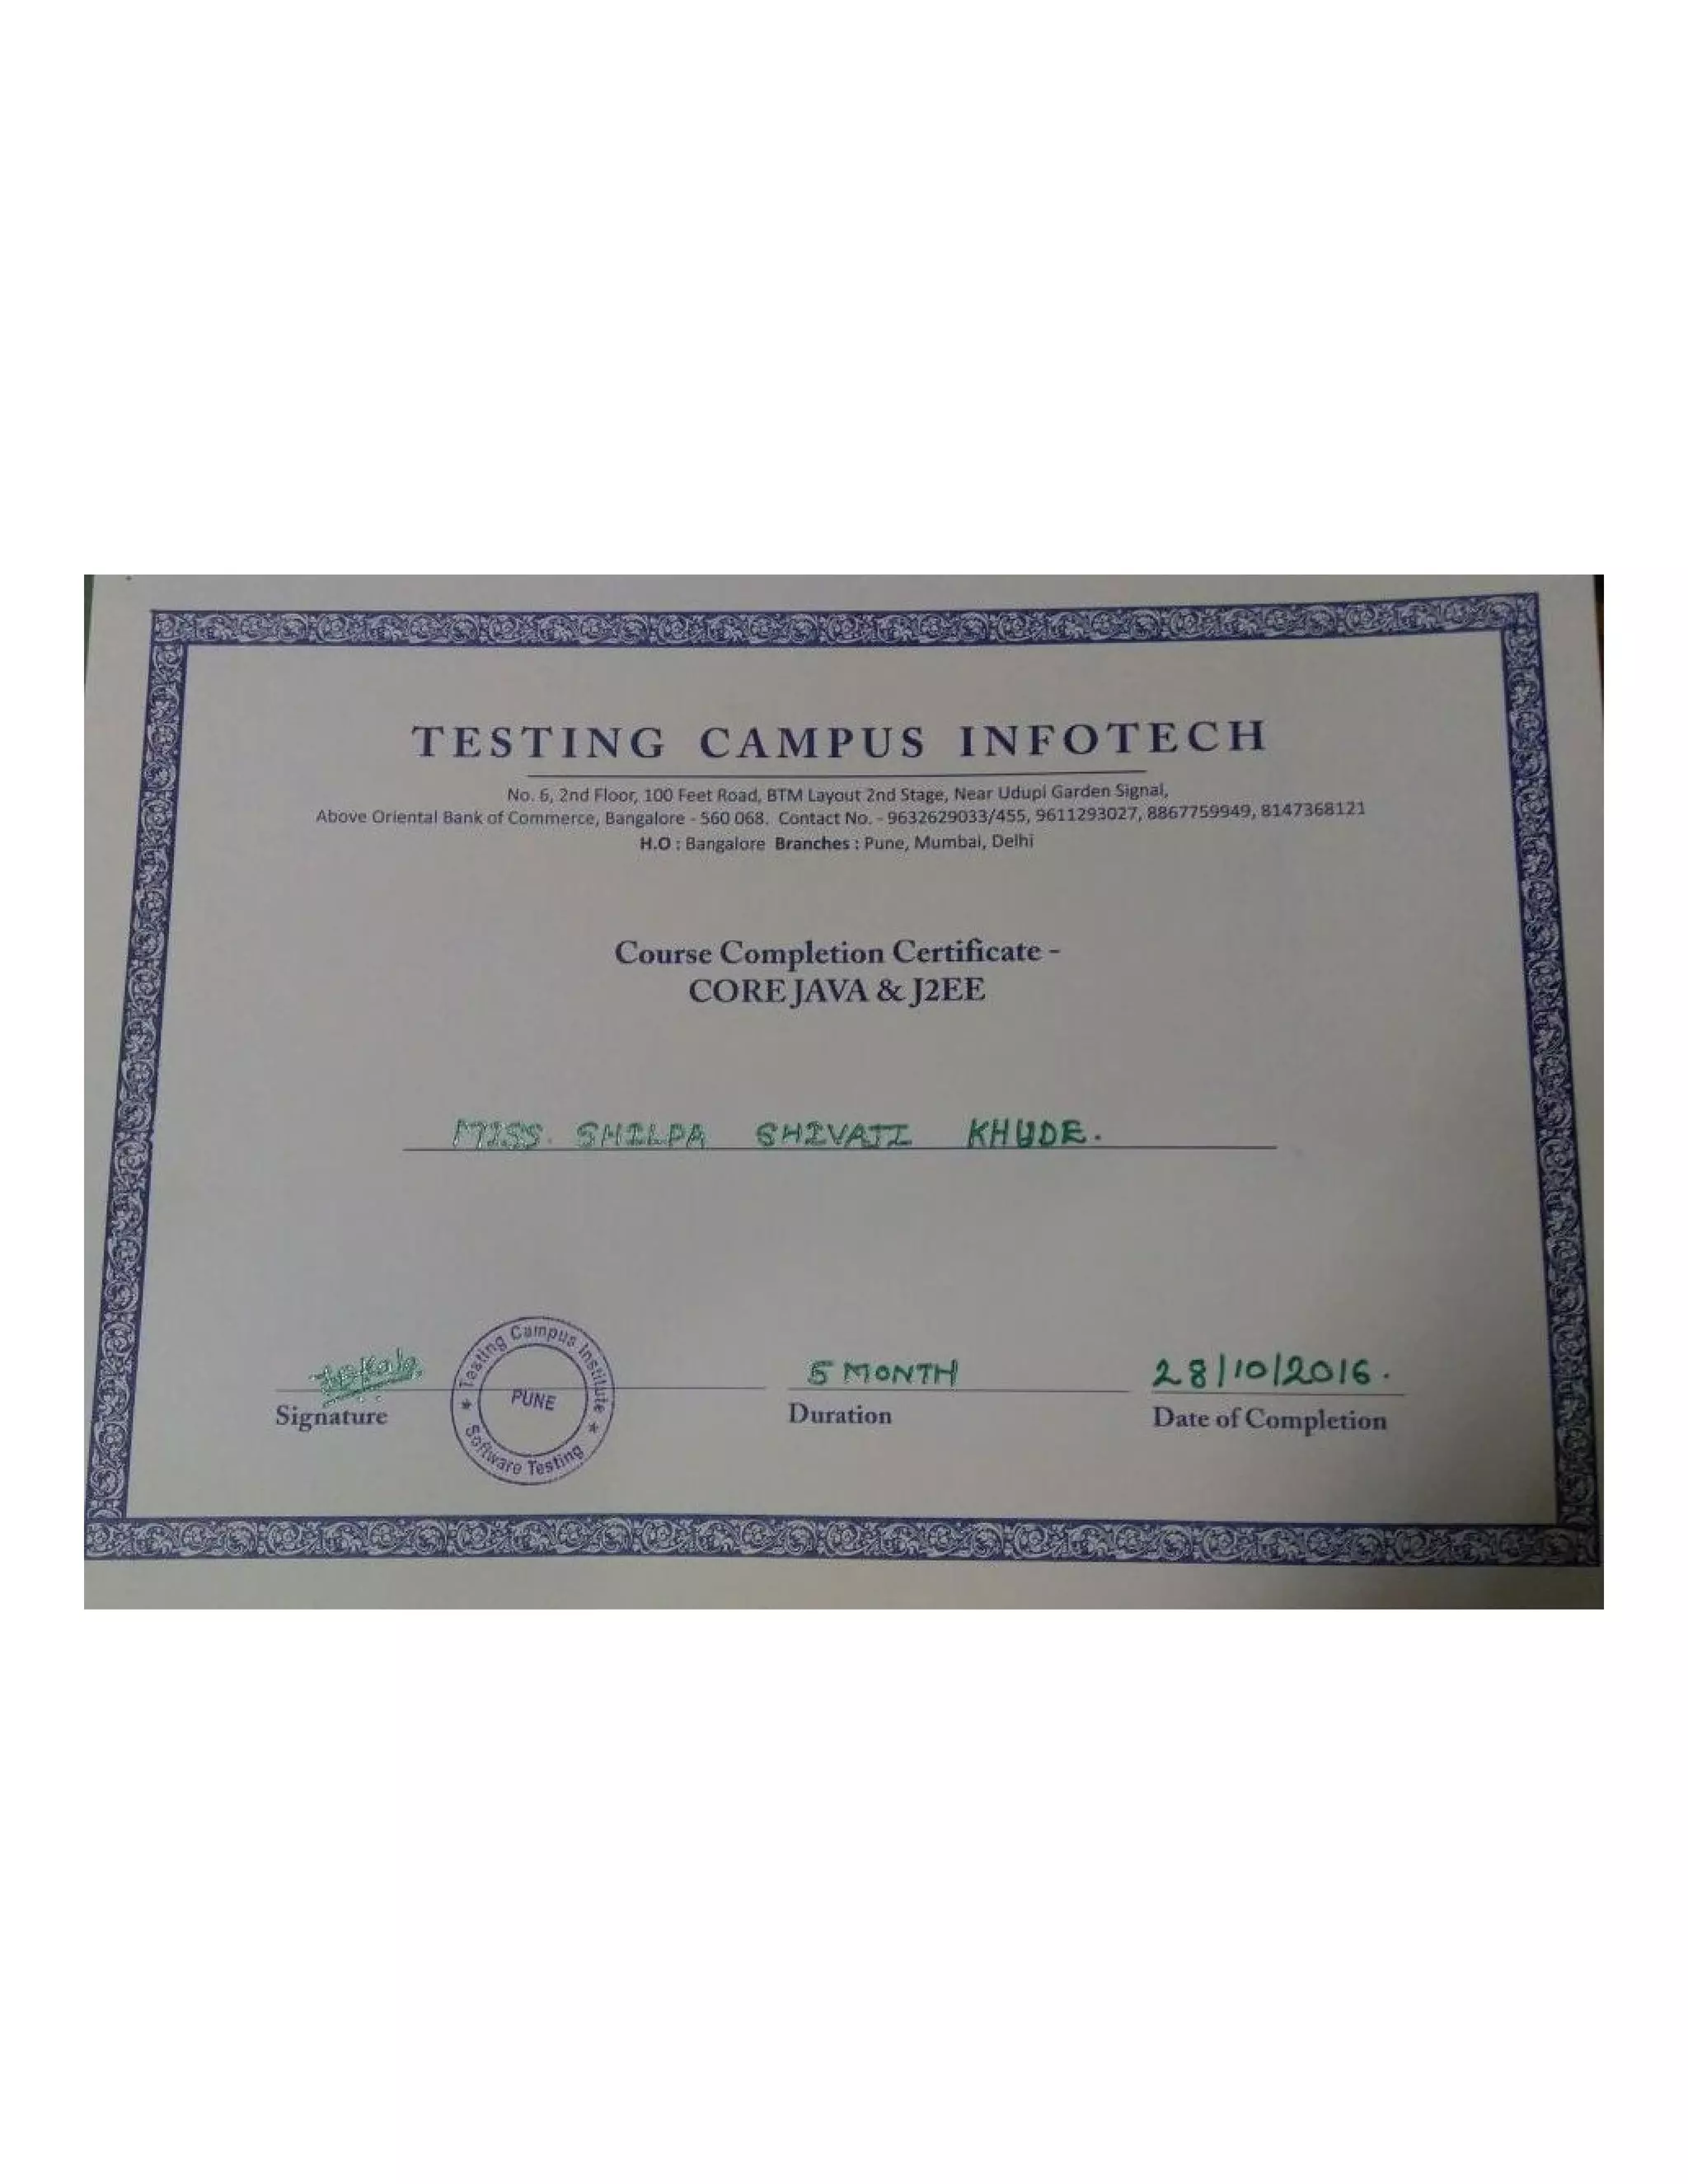 TESTING CAMPUS INFOTECH
No. 6, 2nd Floor, 100 Feet Road, BTM Layout 2nd Stage, Near Udupi Garden Signal,
Above Oriental Bank of Commerce, Bangalore - 560 068. Contact No. - 9632629033/455, 9611293027, 8867759949, 8147368121
H.O : Bangalore Branches : Pune, Mumbai, Delhi
Course Completion Certificate -
CORE JAVA & J2EE
MISS. SHILPA SHIVAJI KHUDE.
5 MONTH
28/10/2016.
Signature
Duration
Date of Completion
Testing Campus Institute
PUNE
* Software Testing *